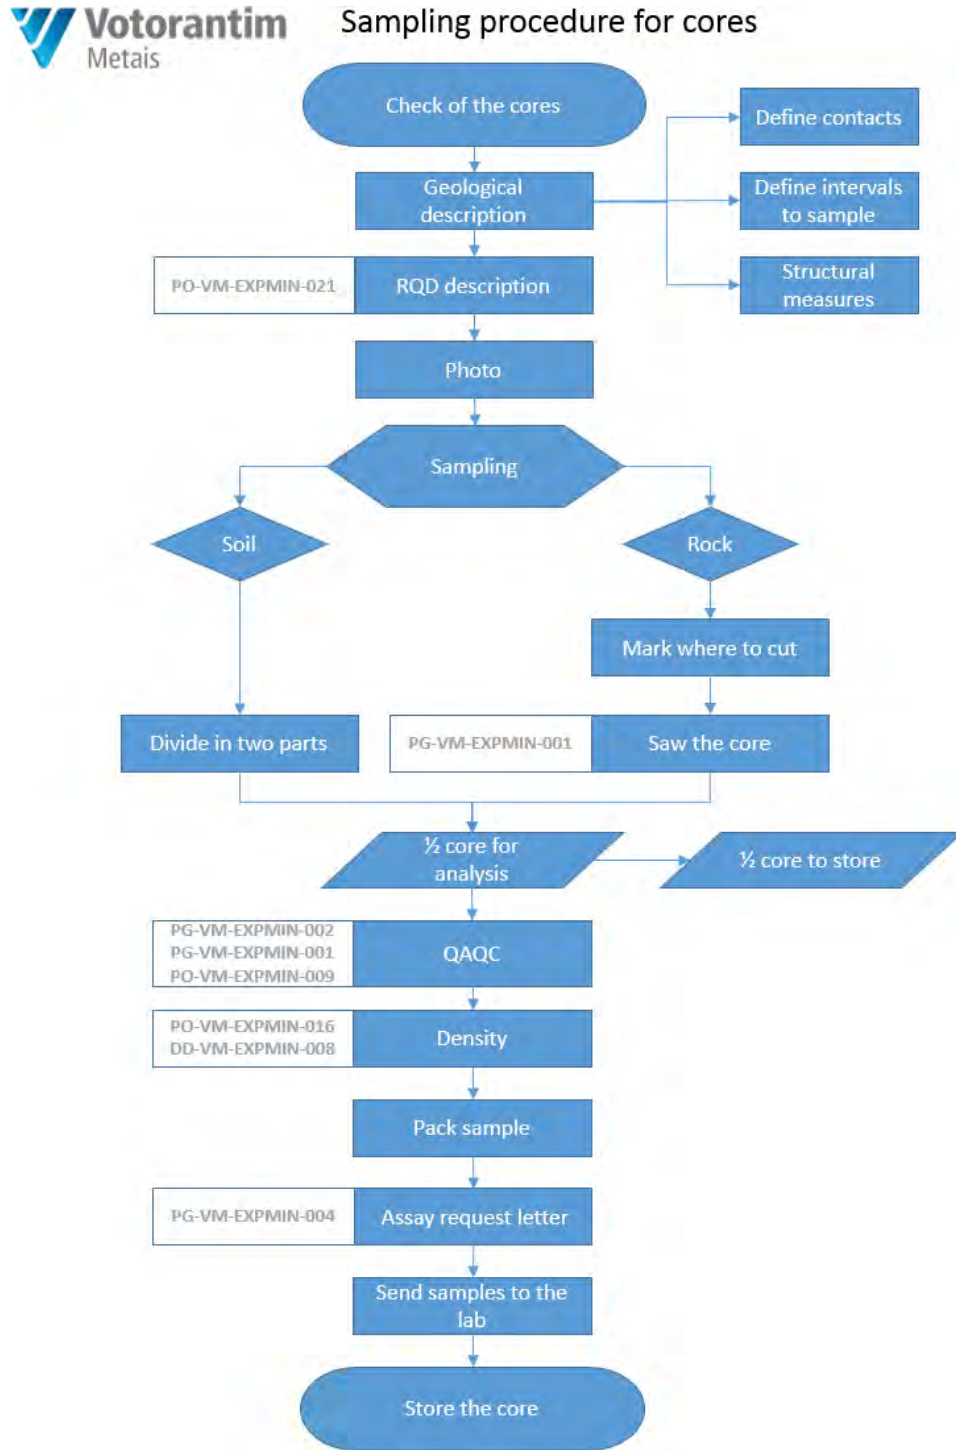 Votorantim
Metais
Sampling procedure for cores
Check of the cores
Define contacts
Geological
description
Define intervals
to sample
PO-VM-EXPMIN-021
RQD description
Structural
measures
Photo
Sampling
Soil
Rock
Mark where to cut
Divide in two parts
PG-VM-EXPMIN-001
Saw the core
½ core for
analysis
½ core to store
PG-VM-EXPMIN-002
PG-VM-EXPMIN-001
PO-VM-EXPMIN-009
QAQC
PO-VM-EXPMIN-016
DD-VM-EXPMIN-008
Density
Pack sample
PG-VM-EXPMIN-004
Assay request letter
Send samples to the
lab
Store the core